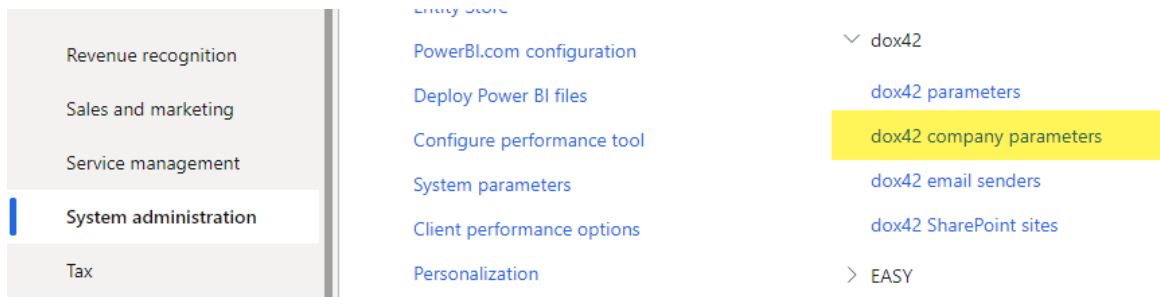 Revenue recognition
Sales and marketing
Service management
System administration
Tax
Entity Store
PowerBI.com configuration
Deploy Power BI files
Configure performance tool
System parameters
Client performance options
Personalization
dox42
dox42 parameters
dox42 company parameters
dox42 email senders
dox42 SharePoint sites
EASY